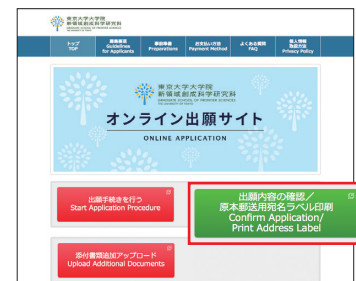 東京大学大学院
新領域創成科学研究科
トップ
TOP
募集要項
Guidelines
for Applicants
事前準備
Preparations
お支払い方法
Payment Method
よくある質問
FAQ
個人情報
取扱方法
Privacy Policy
東京大学大学院
新領域創成科学研究科
GRADUATE SCHOOL OF FRONTIER SCIENCES
THE UNIVERSITY OF TOKYO
オンライン出願サイト
ONLINE APPLICATION
出願手続きを行う
Start Application Procedure
出願内容の確認／
原本郵送用宛名ラベル印刷
Confirm Application/
Print Address Label
添付書類追加アップロード
Upload Additional Documents